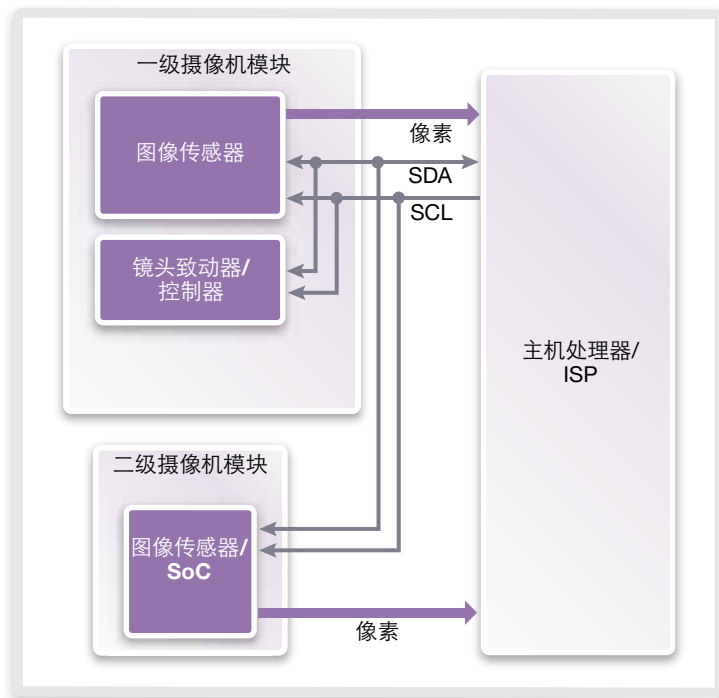 一级摄像机模块
图像传感器
像素
SDA
SCL
镜头致动器/
控制器
主机处理器/
ISP
二级摄像机模块
图像传感器/
SoC
像素